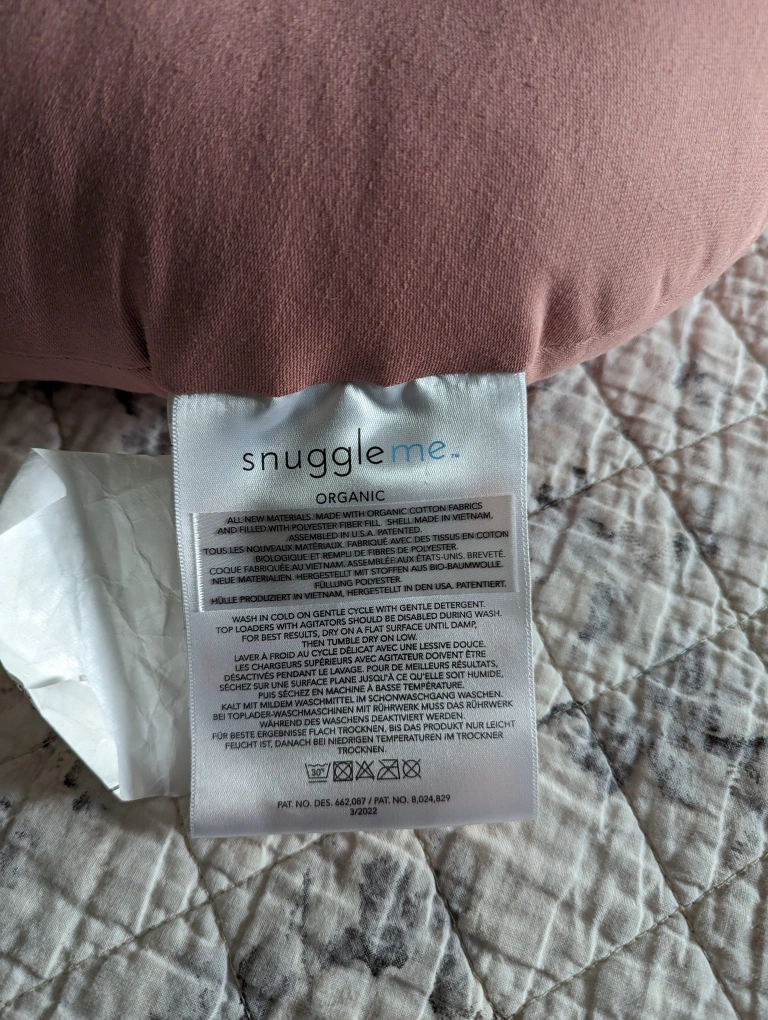 snuggleme™
ORGANIC
ALL NEW MATERIALS. MADE WITH ORGANIC COTTON FABRICS
AND FILLED WITH POLYESTER FIBER FILL. SHELL MADE IN VIETNAM,
ASSEMBLED IN U.S.A. PATENTED.
TOUS LES NOUVEAUX MATÉRIAUX. FABRIQUÉ AVEC DES TISSUS EN COTON
BIOLOGIQUE ET REMPLI DE FIBRES DE POLYESTER.
COQUE FABRIQUÉE AU VIETNAM. ASSEMBLÉE AUX ÉTATS-UNIS. BREVETÉ.
NEUE MATERIALIEN. HERGESTELLT MIT STOFFEN AUS BIO-BAUMWOLLE.
FÜLLUNG POLYESTER.
HÜLLE PRODUZIERT IN VIETNAM, HERGESTELLT IN DEN USA. PATENTIERT.
WASH IN COLD ON GENTLE CYCLE WITH GENTLE DETERGENT.
TOP LOADERS WITH AGITATORS SHOULD BE DISABLED DURING WASH.
FOR BEST RESULTS, DRY ON A FLAT SURFACE UNTIL DAMP,
THEN TUMBLE DRY ON LOW.
LAVER À FROID AU CYCLE DÉLICAT AVEC UNE LESSIVE DOUCE.
LES CHARGEURS SUPÉRIEURS AVEC AGITATEUR DOIVENT ÊTRE
DÉSACTIVÉS PENDANT LE LAVAGE. POUR DE MEILLEURS RÉSULTATS,
SÉCHEZ SUR UNE SURFACE PLANE JUSQU'À CE QU'ELLE SOIT HUMIDE,
PUIS SÉCHEZ EN MACHINE À BASSE TEMPÉRATURE.
KALT MIT MILDEM WASCHMITTEL IM SCHONWASCHGANG WASCHEN.
BEI TOPLADER-WASCHMASCHINEN MIT RÜHRWERK MUSS DAS RÜHRWERK
WÄHREND DES WASCHENS DEAKTIVIERT WERDEN.
FÜR BESTE ERGEBNISSE FLACH TROCKNEN, BIS DAS PRODUKT NUR LEICHT
FEUCHT IST, DANACH BEI NIEDRIGEN TEMPERATUREN IM TROCKNER
TROCKNEN.
30°
PAT. NO. DES. 662,087 / PAT. NO. 8,024,829
3/2022